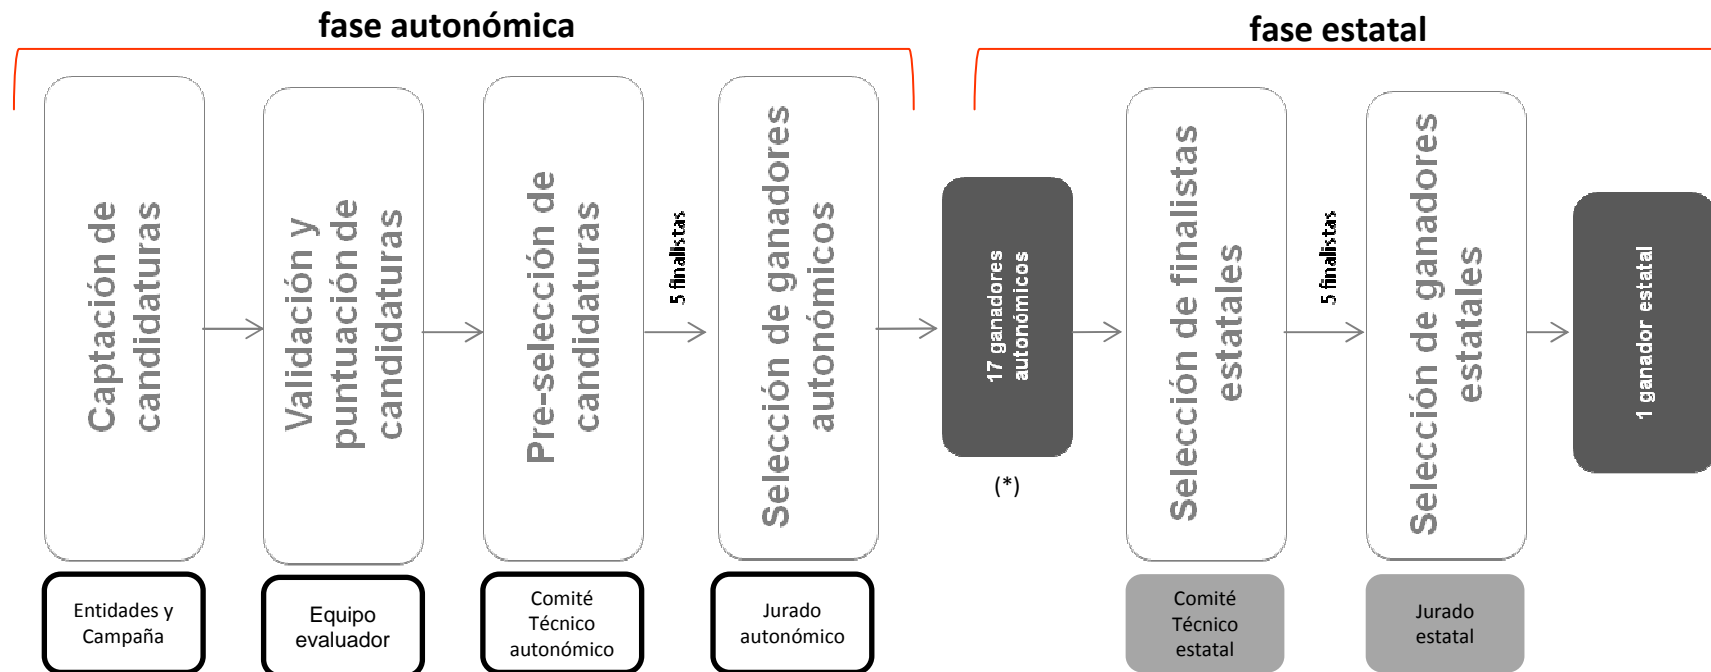 fase autonómica
fase estatal
Captación de
candidaturas
Validación y
puntuación de
candidaturas
Pre-selección de
candidaturas
5 finalistas
Selección de ganadores
autonómicos
17 ganadores
autonómicos
(*)
Selección de finalistas
estatales
5 finalistas
Selección de ganadores
estatales
1 ganador estatal
Entidades y
Campaña
Equipo
evaluador
Comité
Técnico
autonómico
Jurado
autonómico
Comité
Técnico
estatal
Jurado
estatal